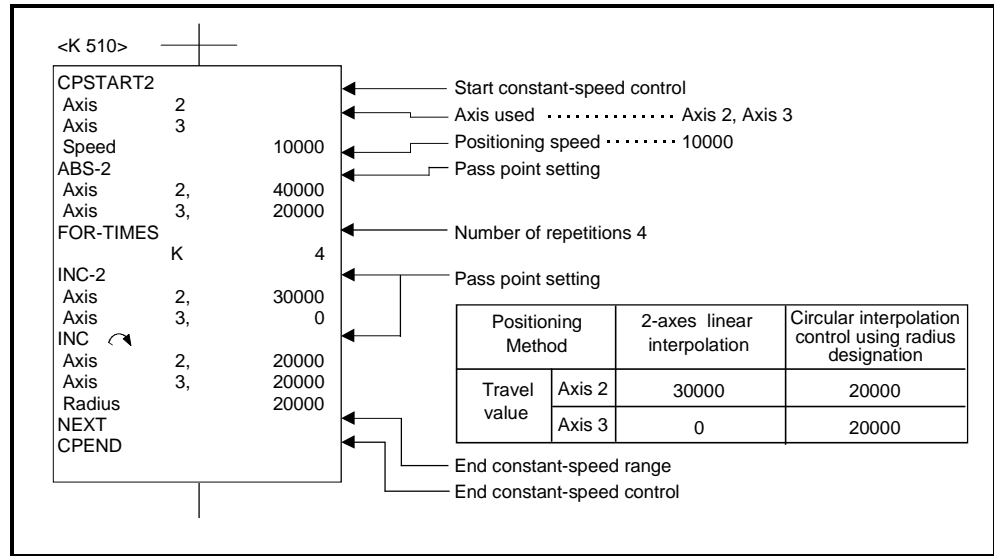 <K 510>
CPSTART2
Axis 2
Axis 3
Speed 10000
ABS-2
Axis 2, 40000
Axis 3, 20000
FOR-TIMES
K 4
INC-2
Axis 2, 30000
Axis 3, 0
INC
Axis 2, 20000
Axis 3, 20000
Radius 20000
NEXT
CPEND
Start constant-speed control
Axis used ·············· Axis 2, Axis 3
Positioning speed ········ 10000
Pass point setting
Number of repetitions 4
Pass point setting
Positioning Method
2-axes linear interpolation
Circular interpolation control using radius designation
Travel value
Axis 2 30000 20000
Axis 3 0 20000
End constant-speed range
End constant-speed control